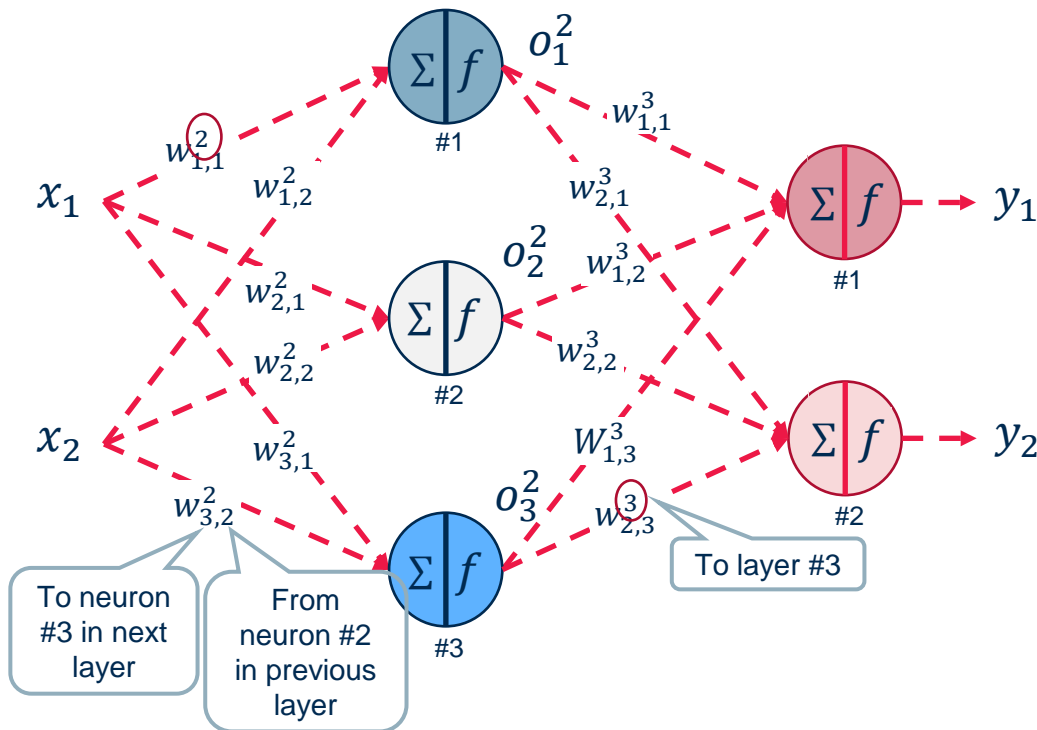 o_1^2
Σ f
w_{1,1}^3
w_{1,1}^2
#1
w_{1,2}^2
w_{2,1}^3
x_1
Σ f
y_1
o_2^2
w_{1,2}^3
#1
w_{2,1}^2
Σ f
w_{2,2}^2
w_{2,2}^3
#2
x_2
Σ f
y_2
w_{3,1}^2
W_{1,3}^3
o_3^2
w_{3,2}^2
w_{2,3}^3
#2
Σ f
To layer #3
To neuron
#3 in next
layer
From
neuron #2
in previous
layer
#3